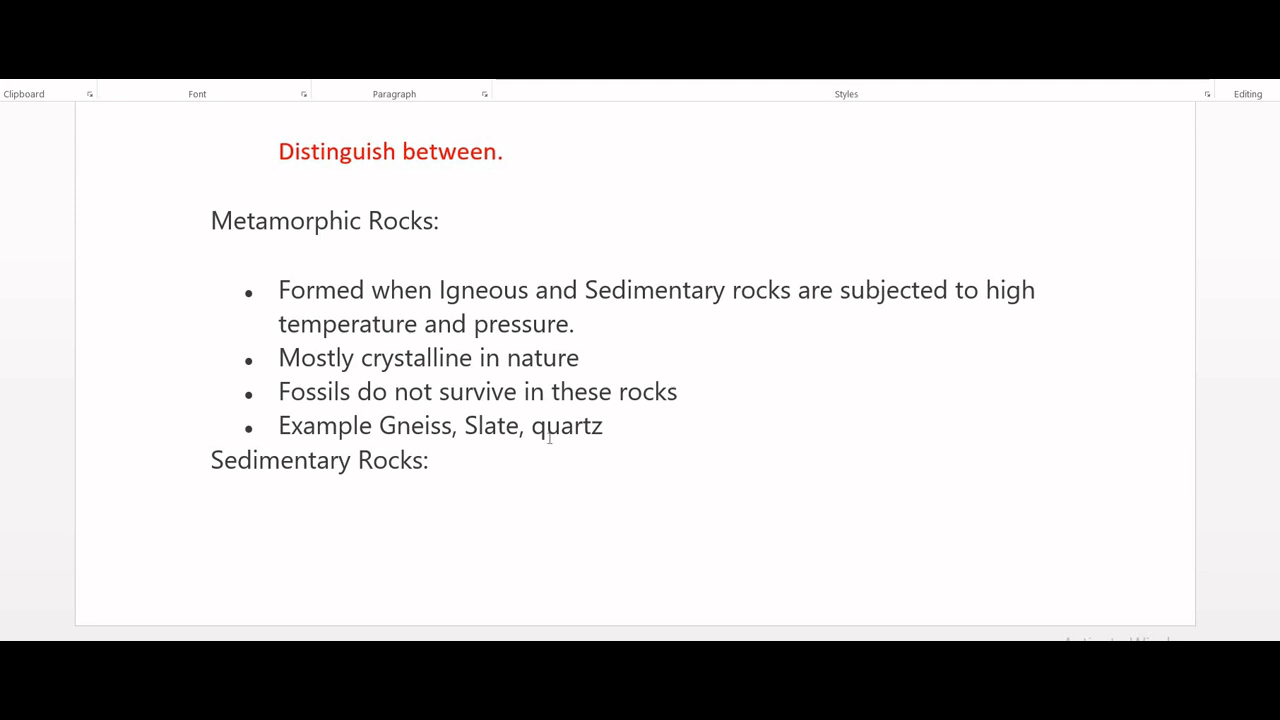 Clipboard Font Paragraph Styles Editing
Distinguish between.
Metamorphic Rocks:
• Formed when Igneous and Sedimentary rocks are subjected to high
temperature and pressure.
• Mostly crystalline in nature
• Fossils do not survive in these rocks
• Example Gneiss, Slate, quartz
Sedimentary Rocks: